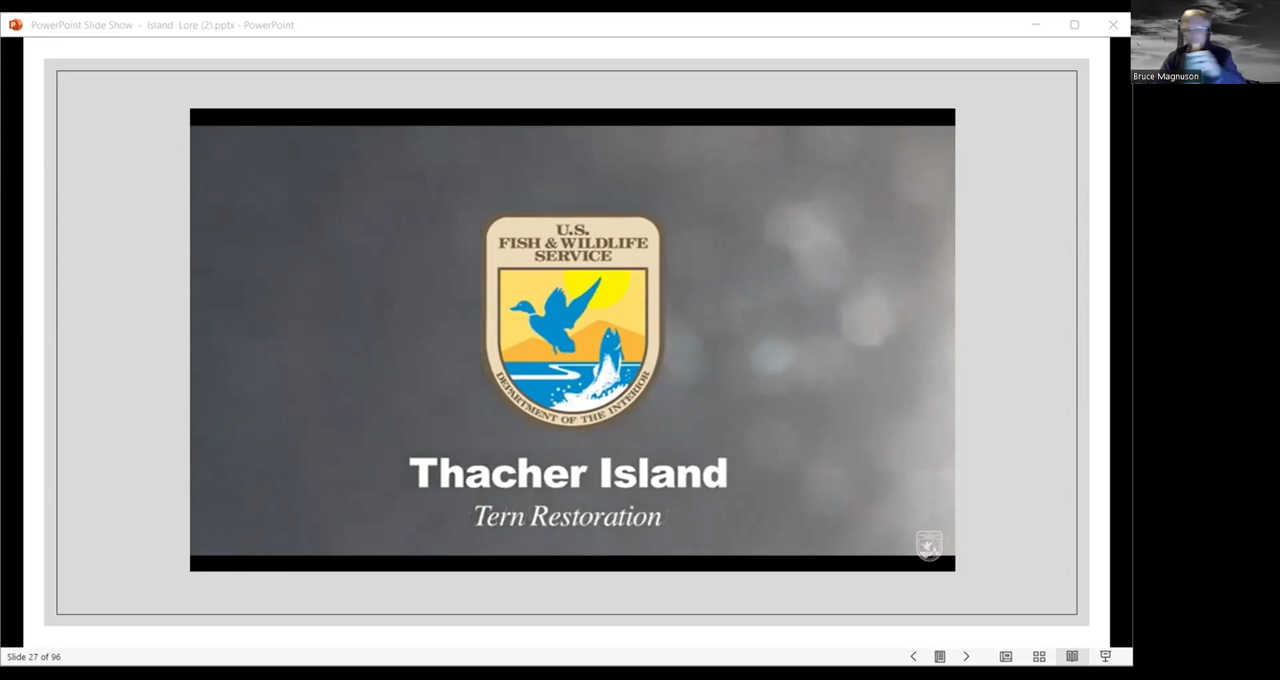 PowerPoint Slide Show - Island Lore (2).pptx - PowerPoint
Bruce Magnuson
U.S.
FISH & WILDLIFE
SERVICE
DEPARTMENT OF THE INTERIOR
Thacher Island
Tern Restoration
Slide 27 of 96